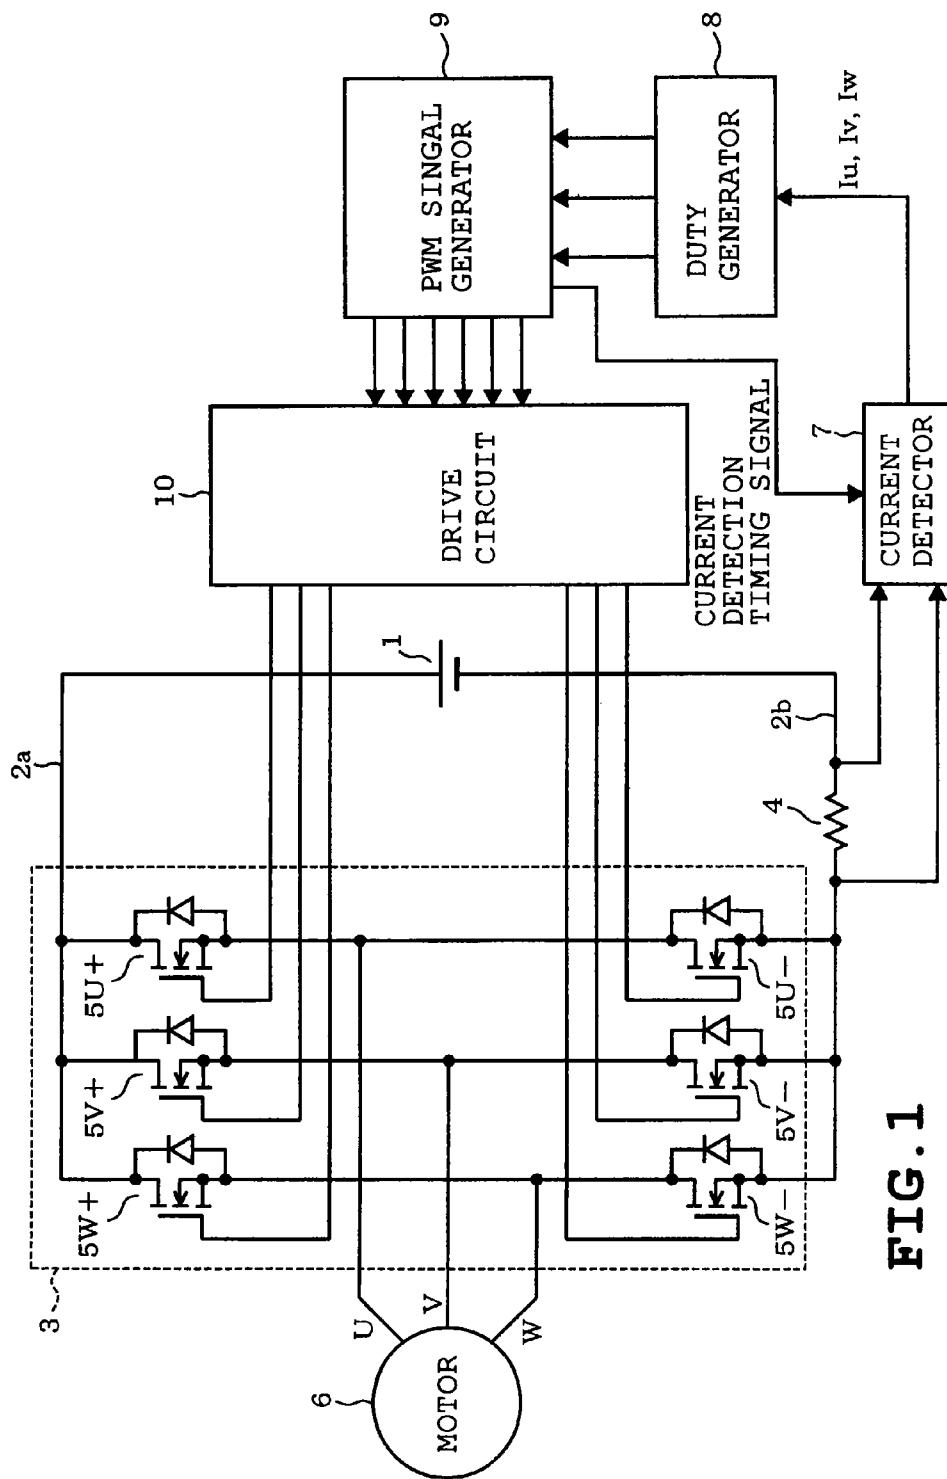 FIG.1
3
6
MOTOR
U
V
W
5W+
5V+
5U+
5W-
5V-
5U-
2a
1
2b
4
10
DRIVE
CIRCUIT
CURRENT
DETECTION
TIMING SIGNAL
7
CURRENT
DETECTOR
9
PWM SINGAL
GENERATOR
8
DUTY
GENERATOR
Iu, Iv, Iw